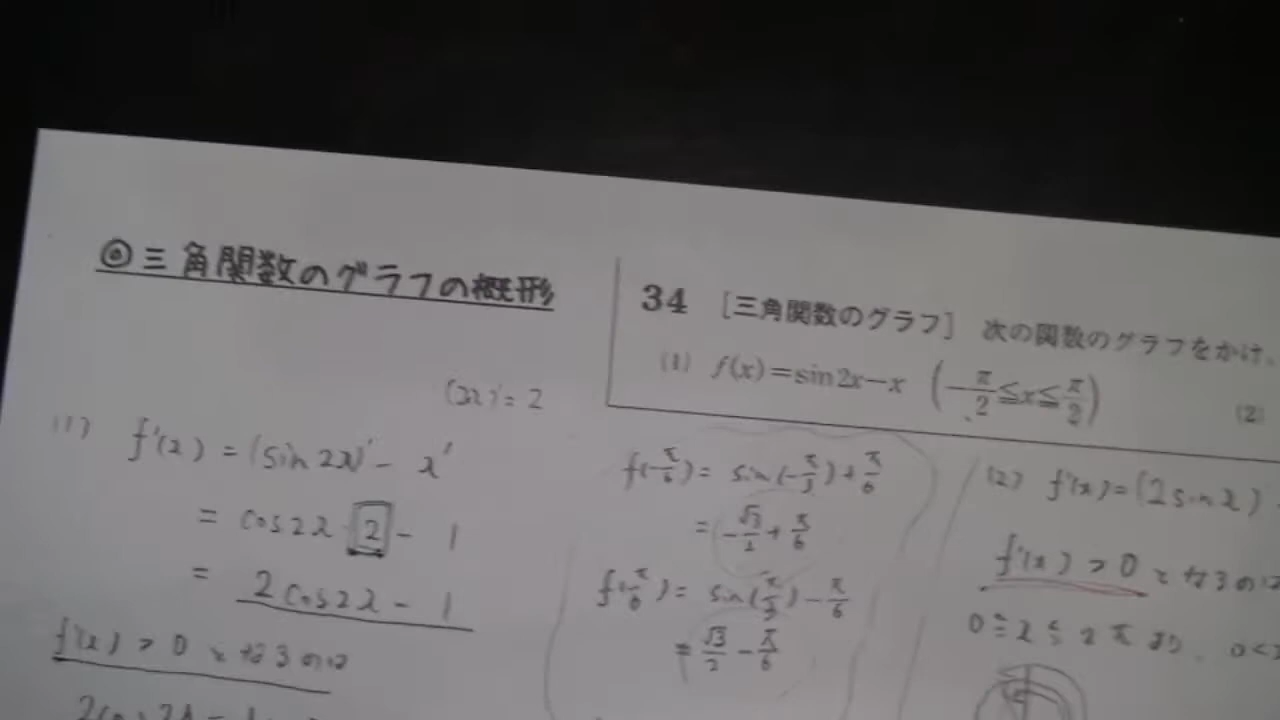 ◎三角関数のグラフの概形
34 [三角関数のグラフ] 次の関数のグラフをかけ。
(1) f(x)=sin2x−x (−π/2≦x≦π/2)
(2)
(2x)'=2
(1) f'(x)=(sin2x)'−x'
=cos2x·2−1
=2cos2x−1
f'(x)>0となるのは
f(−π/6)=sin(−π/3)+π/6
=−√3/2+π/6
f(π/6)=sin(π/3)−π/6
=√3/2−π/6
(2) f'(x)=(2sinx)
f'(x)>0となるのは
0≦x≦2πより、0<